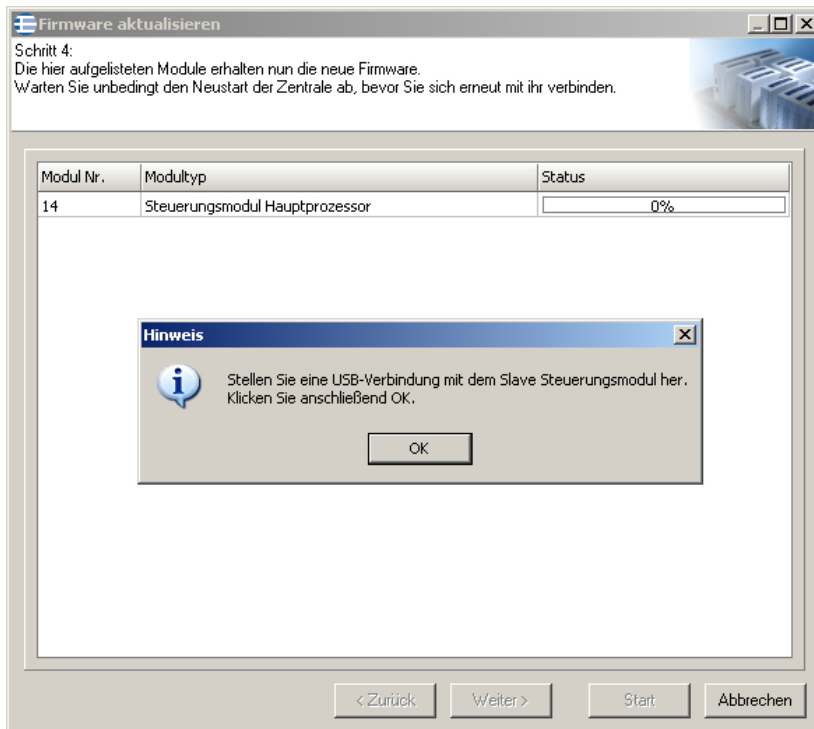 Firmware aktualisieren
Schritt 4:
Die hier aufgelisteten Module erhalten nun die neue Firmware.
Warten Sie unbedingt den Neustart der Zentrale ab, bevor Sie sich erneut mit ihr verbinden.
Modul Nr. Modultyp Status
14 Steuerungsmodul Hauptprozessor 0%
Hinweis
Stellen Sie eine USB-Verbindung mit dem Slave Steuerungsmodul her.
Klicken Sie anschließend OK.
OK
< Zurück Weiter > Start Abbrechen